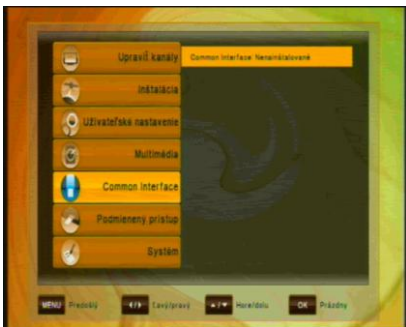 Upraviť kanály
Common Interface: Nenainštalované
Inštalácia
Užívateľské nastavenie
Multimédia
Common Interface
Podmienený prístup
Systém
MENU Predošlý ◄/► Ľavý/pravý ▲/▼ Hore/dolu OK Prázdny